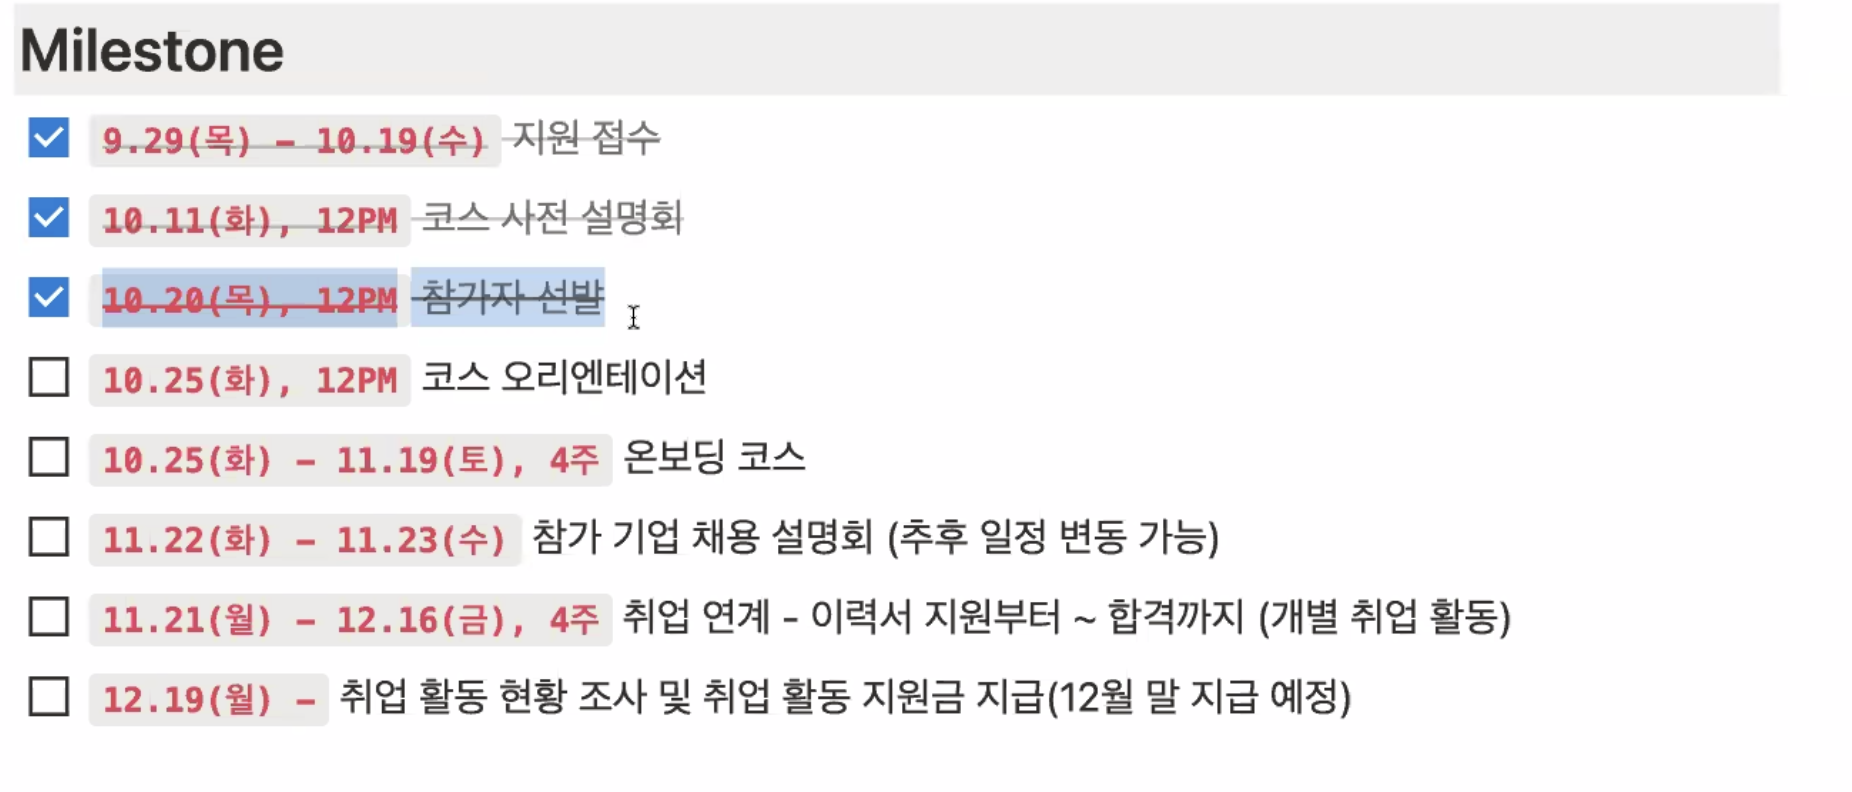 Milestone
9.29(목) – 10.19(수) 지원 접수
10.11(화), 12PM 코스 사전 설명회
10.20(목), 12PM 참가자 선발
10.25(화), 12PM 코스 오리엔테이션
10.25(화) – 11.19(토), 4주 온보딩 코스
11.22(화) – 11.23(수) 참가 기업 채용 설명회 (추후 일정 변동 가능)
11.21(월) – 12.16(금), 4주 취업 연계 - 이력서 지원부터 ~ 합격까지 (개별 취업 활동)
12.19(월) – 취업 활동 현황 조사 및 취업 활동 지원금 지급(12월 말 지급 예정)